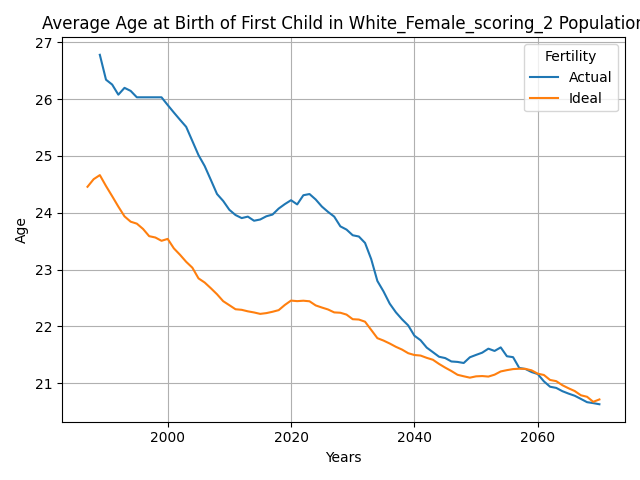 Average Age at Birth of First Child in White_Female_scoring_2 Population
27
26
25
24
23
22
21
Age
Fertility
Actual
Ideal
2000 2020 2040 2060
Years